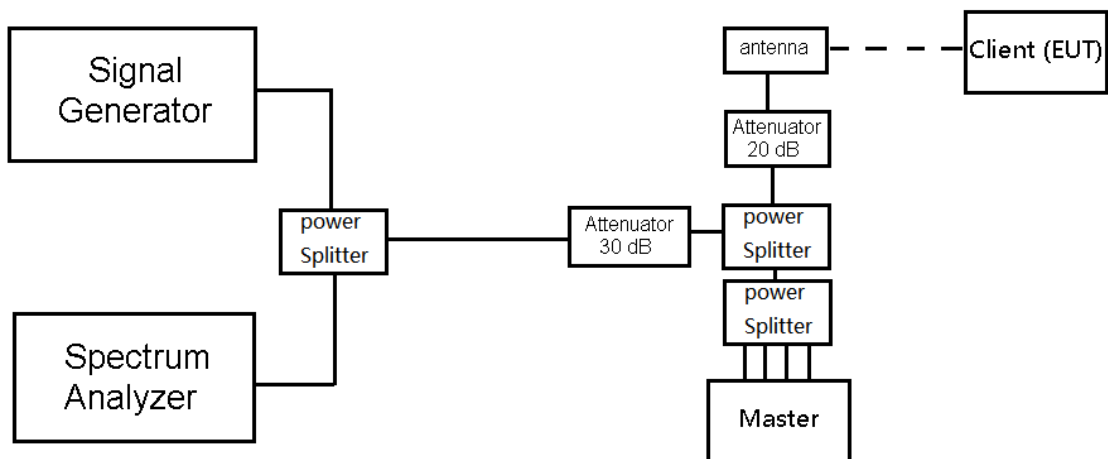 Signal
Generator
antenna
Client (EUT)
Attenuator
20 dB
power
Splitter
Attenuator
30 dB
power
Splitter
power
Splitter
Spectrum
Analyzer
Master